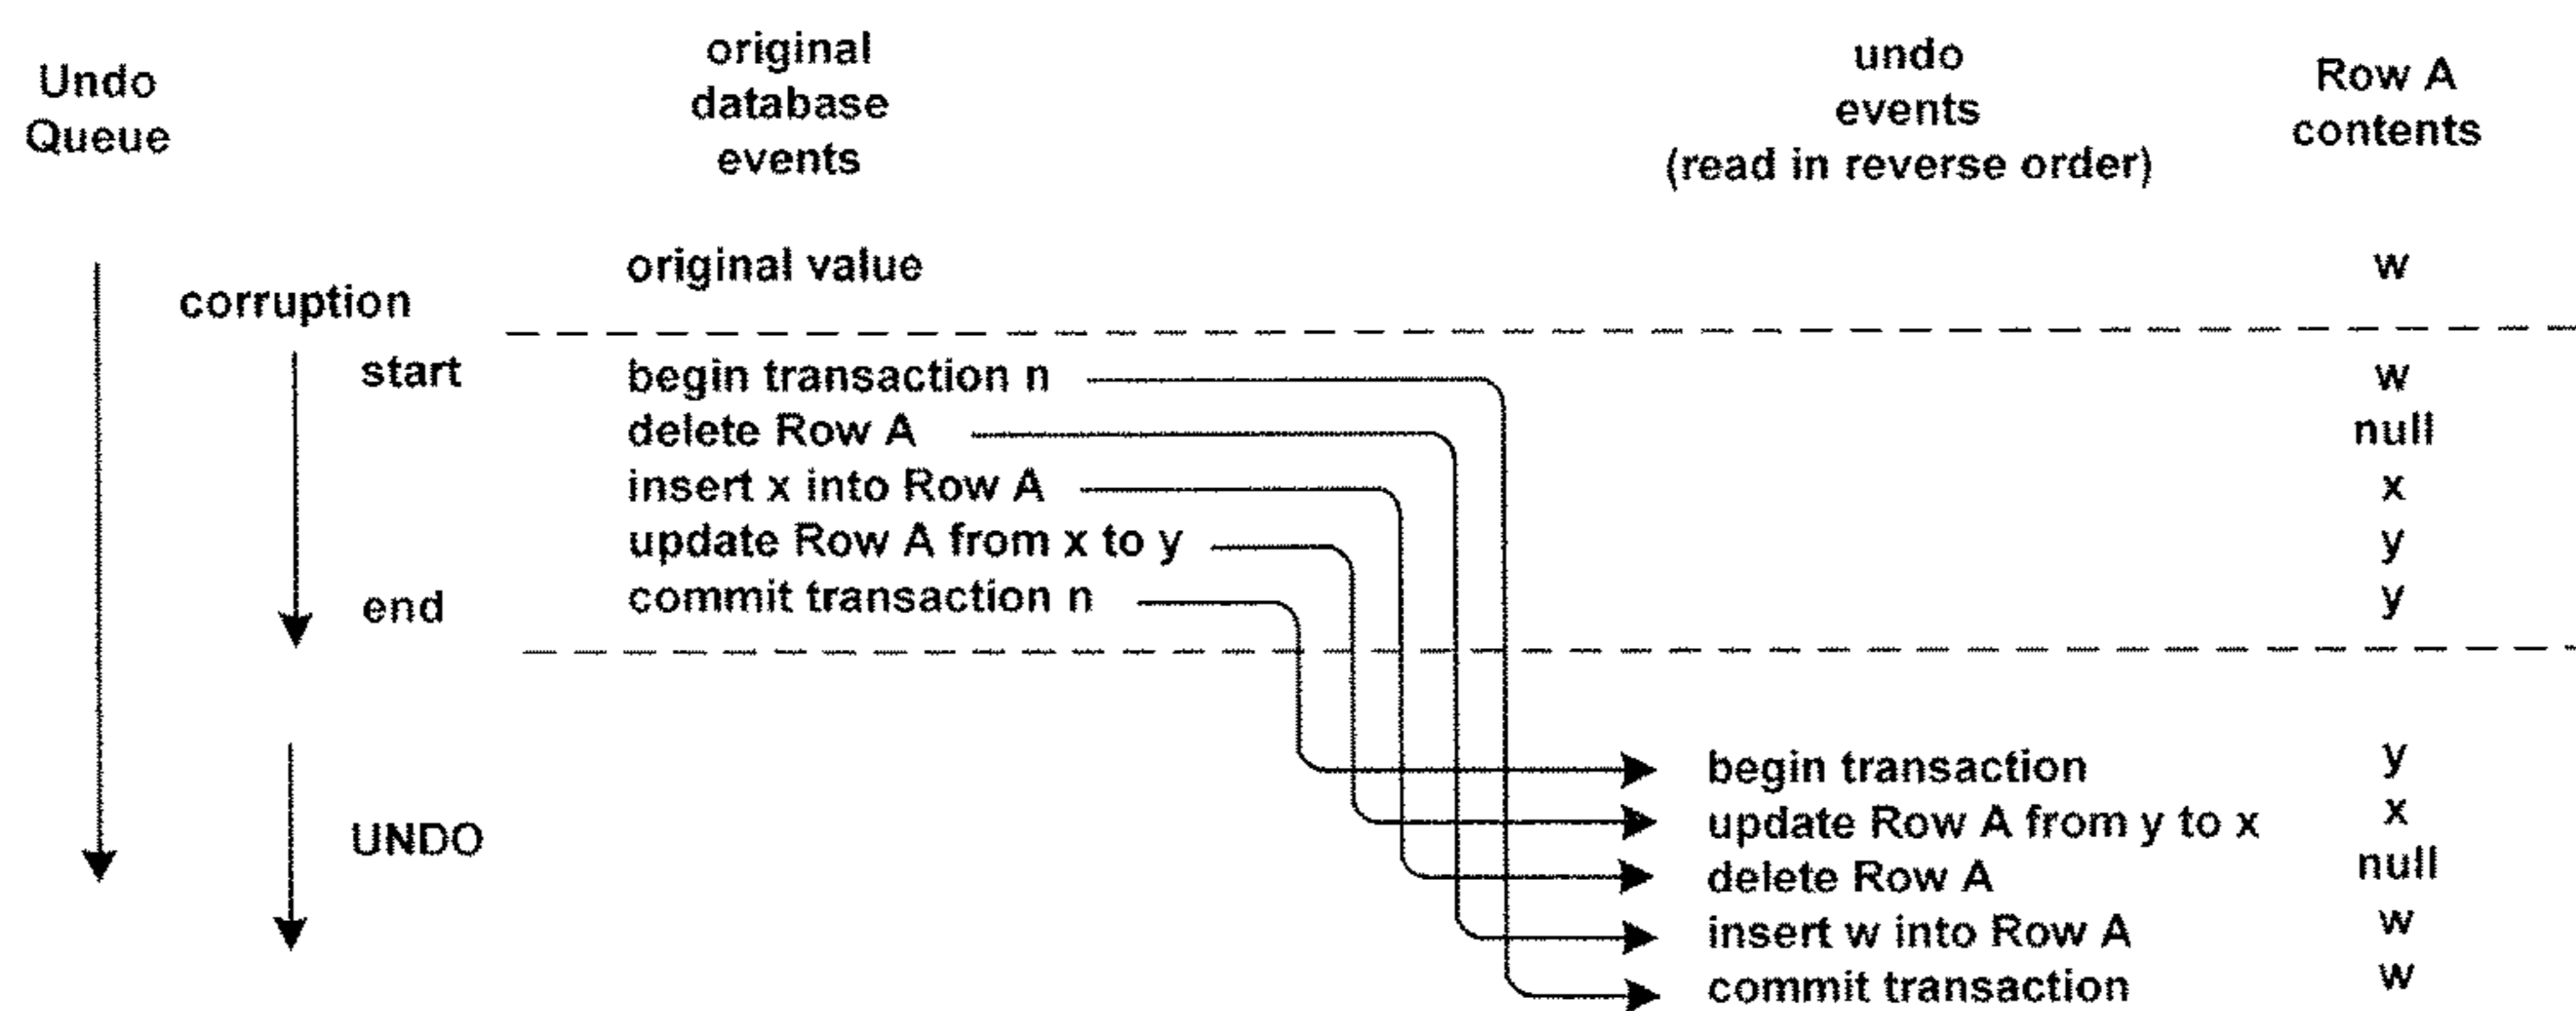 Undo
Queue
original
database
events
undo
events
(read in reverse order)
Row A
contents
original value
w
corruption
start
begin transaction n
w
delete Row A
null
insert x into Row A
x
update Row A from x to y
y
end
commit transaction n
y
begin transaction
y
UNDO
update Row A from y to x
x
delete Row A
null
insert w into Row A
w
commit transaction
w